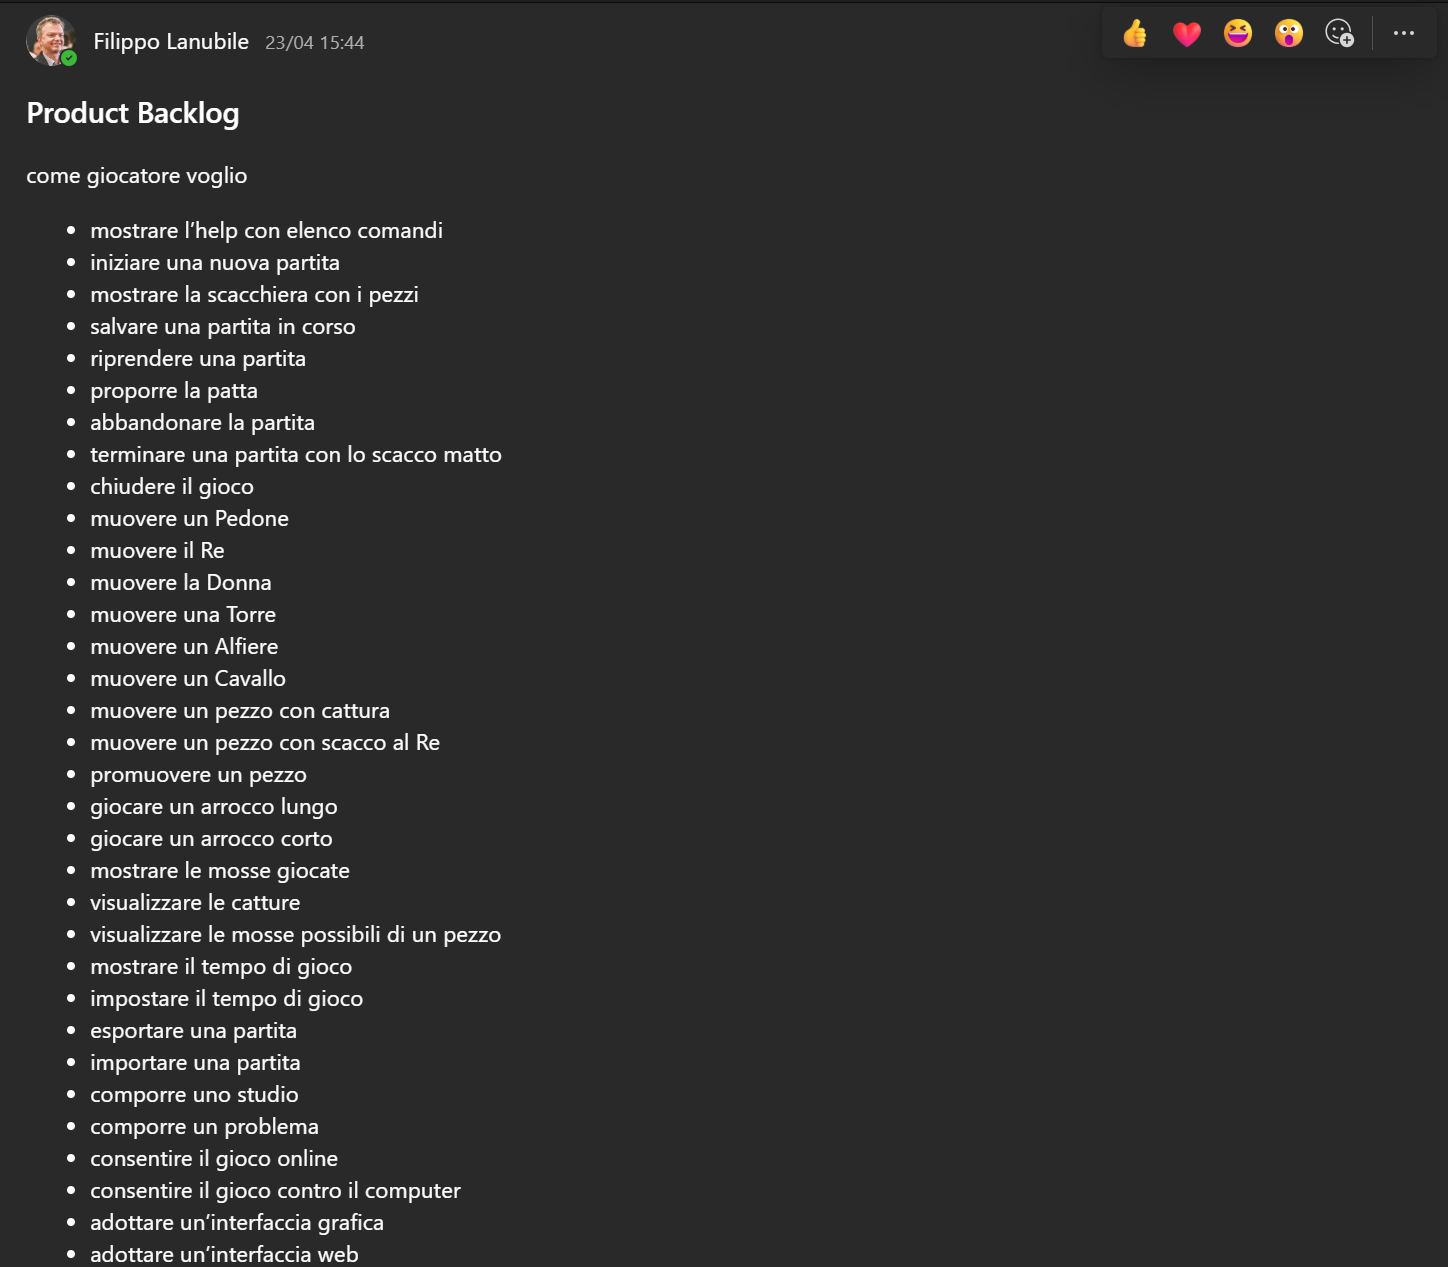 Filippo Lanubile 23/04 15:44
Product Backlog
come giocatore voglio
• mostrare l’help con elenco comandi
• iniziare una nuova partita
• mostrare la scacchiera con i pezzi
• salvare una partita in corso
• riprendere una partita
• proporre la patta
• abbandonare la partita
• terminare una partita con lo scacco matto
• chiudere il gioco
• muovere un Pedone
• muovere il Re
• muovere la Donna
• muovere una Torre
• muovere un Alfiere
• muovere un Cavallo
• muovere un pezzo con cattura
• muovere un pezzo con scacco al Re
• promuovere un pezzo
• giocare un arrocco lungo
• giocare un arrocco corto
• mostrare le mosse giocate
• visualizzare le catture
• visualizzare le mosse possibili di un pezzo
• mostrare il tempo di gioco
• impostare il tempo di gioco
• esportare una partita
• importare una partita
• comporre uno studio
• comporre un problema
• consentire il gioco online
• consentire il gioco contro il computer
• adottare un’interfaccia grafica
• adottare un’interfaccia web